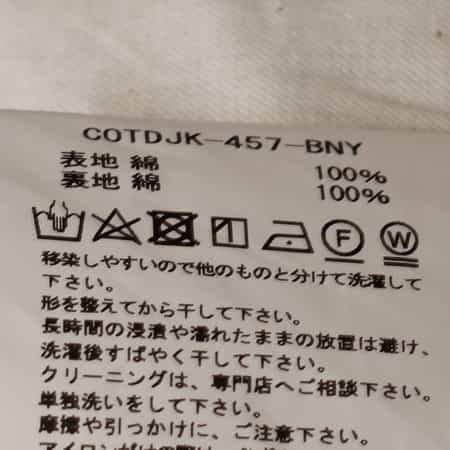 COTDJK-457-BNY
表地 綿 100%
裏地 綿 100%
F W
移染しやすいので他のものと分けて洗濯して
下さい。
形を整えてから干して下さい。
長時間の浸漬や濡れたままの放置は避け、
洗濯後すばやく干して下さい。
クリーニングは、専門店へご相談下さい。
単独洗いをして下さい。
摩擦や引っかけに、ご注意下さい。